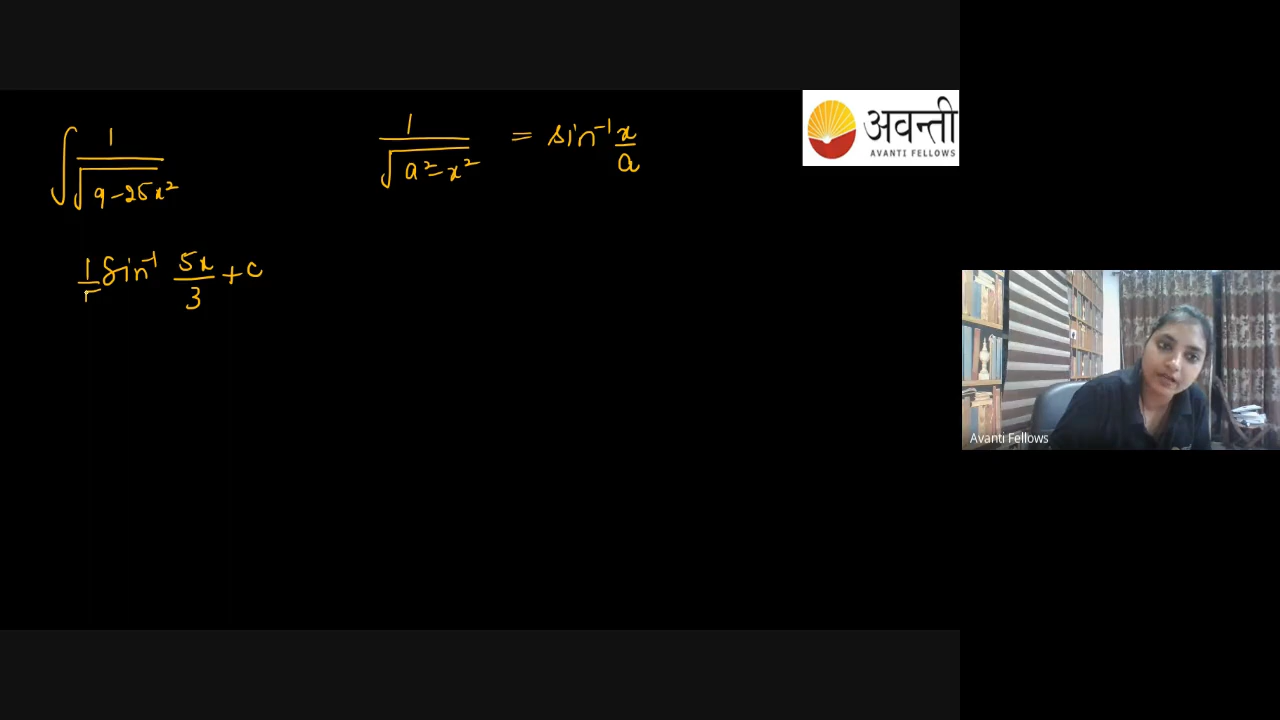 ∫ 1/√(9-25x²)
1/√(a²-x²) = sin⁻¹ x/a
1/5 sin⁻¹ 5x/3 + c
अवन्ती
AVANTI FELLOWS
Avanti Fellows